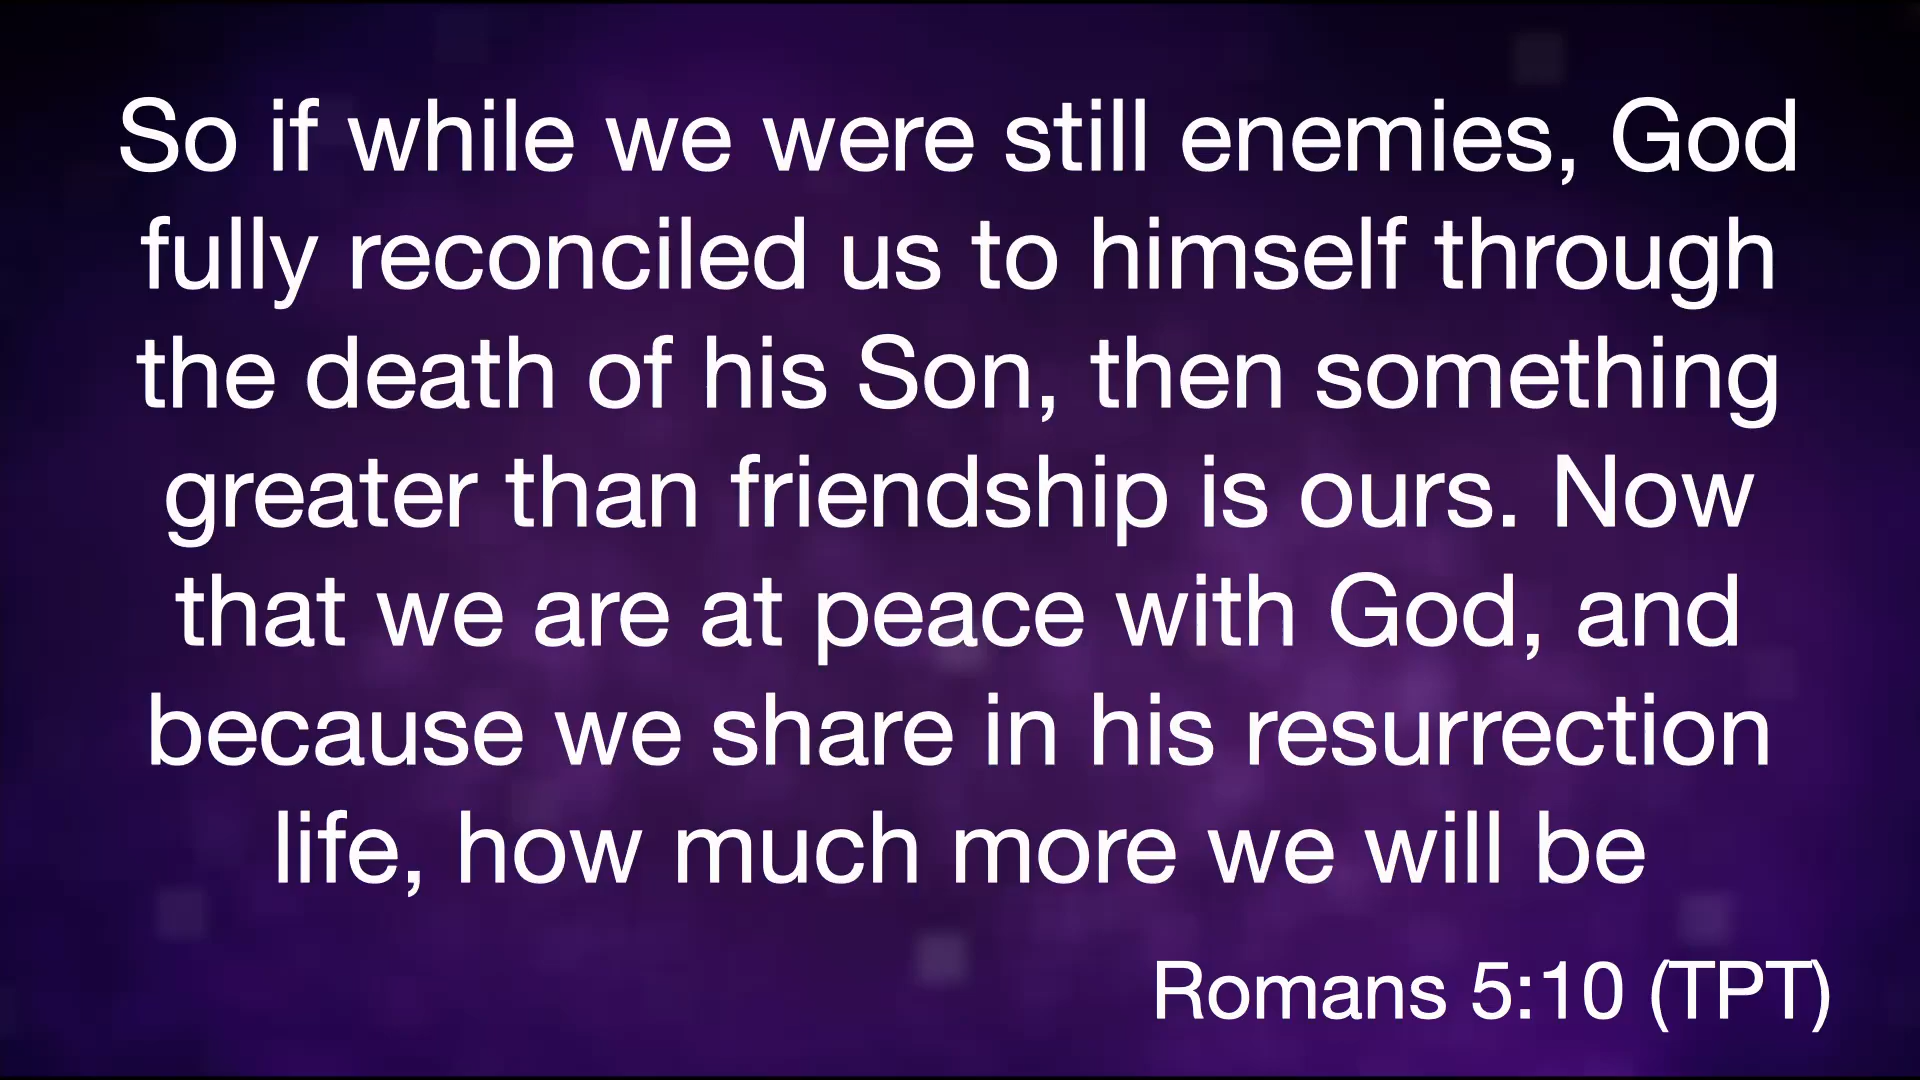 So if while we were still enemies, God
fully reconciled us to himself through
the death of his Son, then something
greater than friendship is ours. Now
that we are at peace with God, and
because we share in his resurrection
life, how much more we will be
Romans 5:10 (TPT)